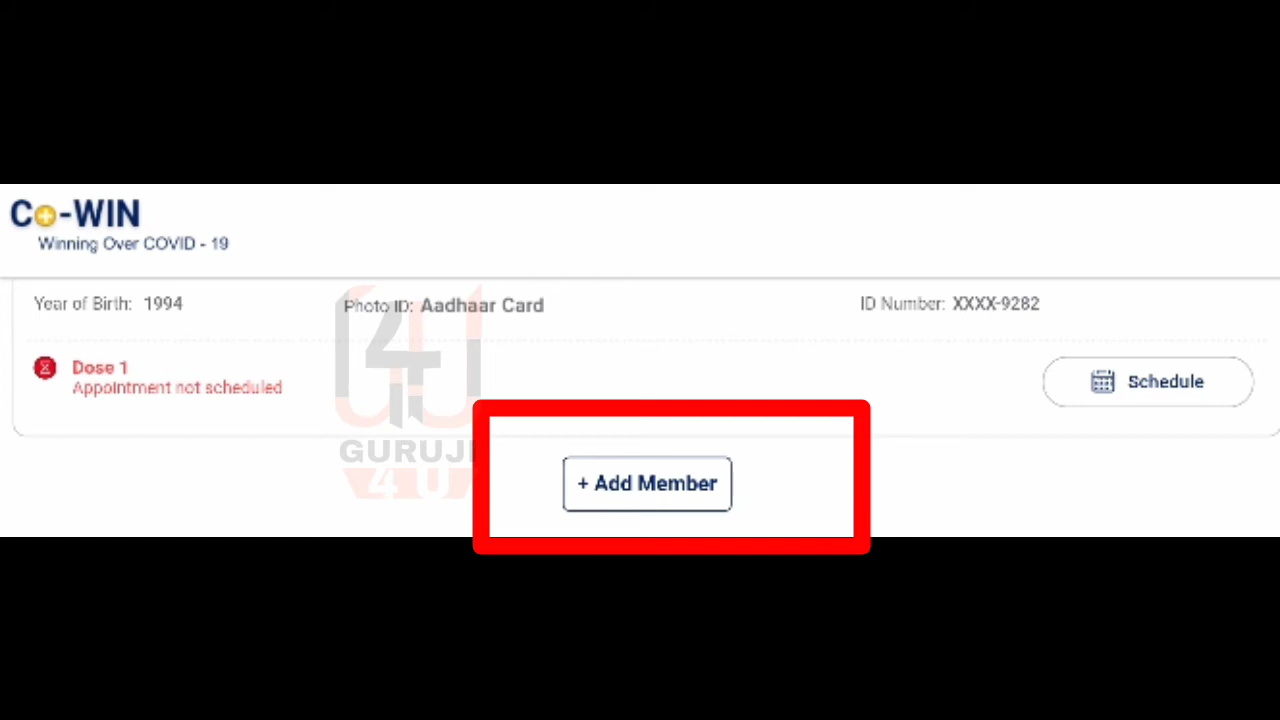 Co-WIN
Winning Over COVID - 19
Year of Birth: 1994 Photo ID: Aadhaar Card ID Number: XXXX-9282
Dose 1
Appointment not scheduled
Schedule
GURUJI
4 U
+ Add Member